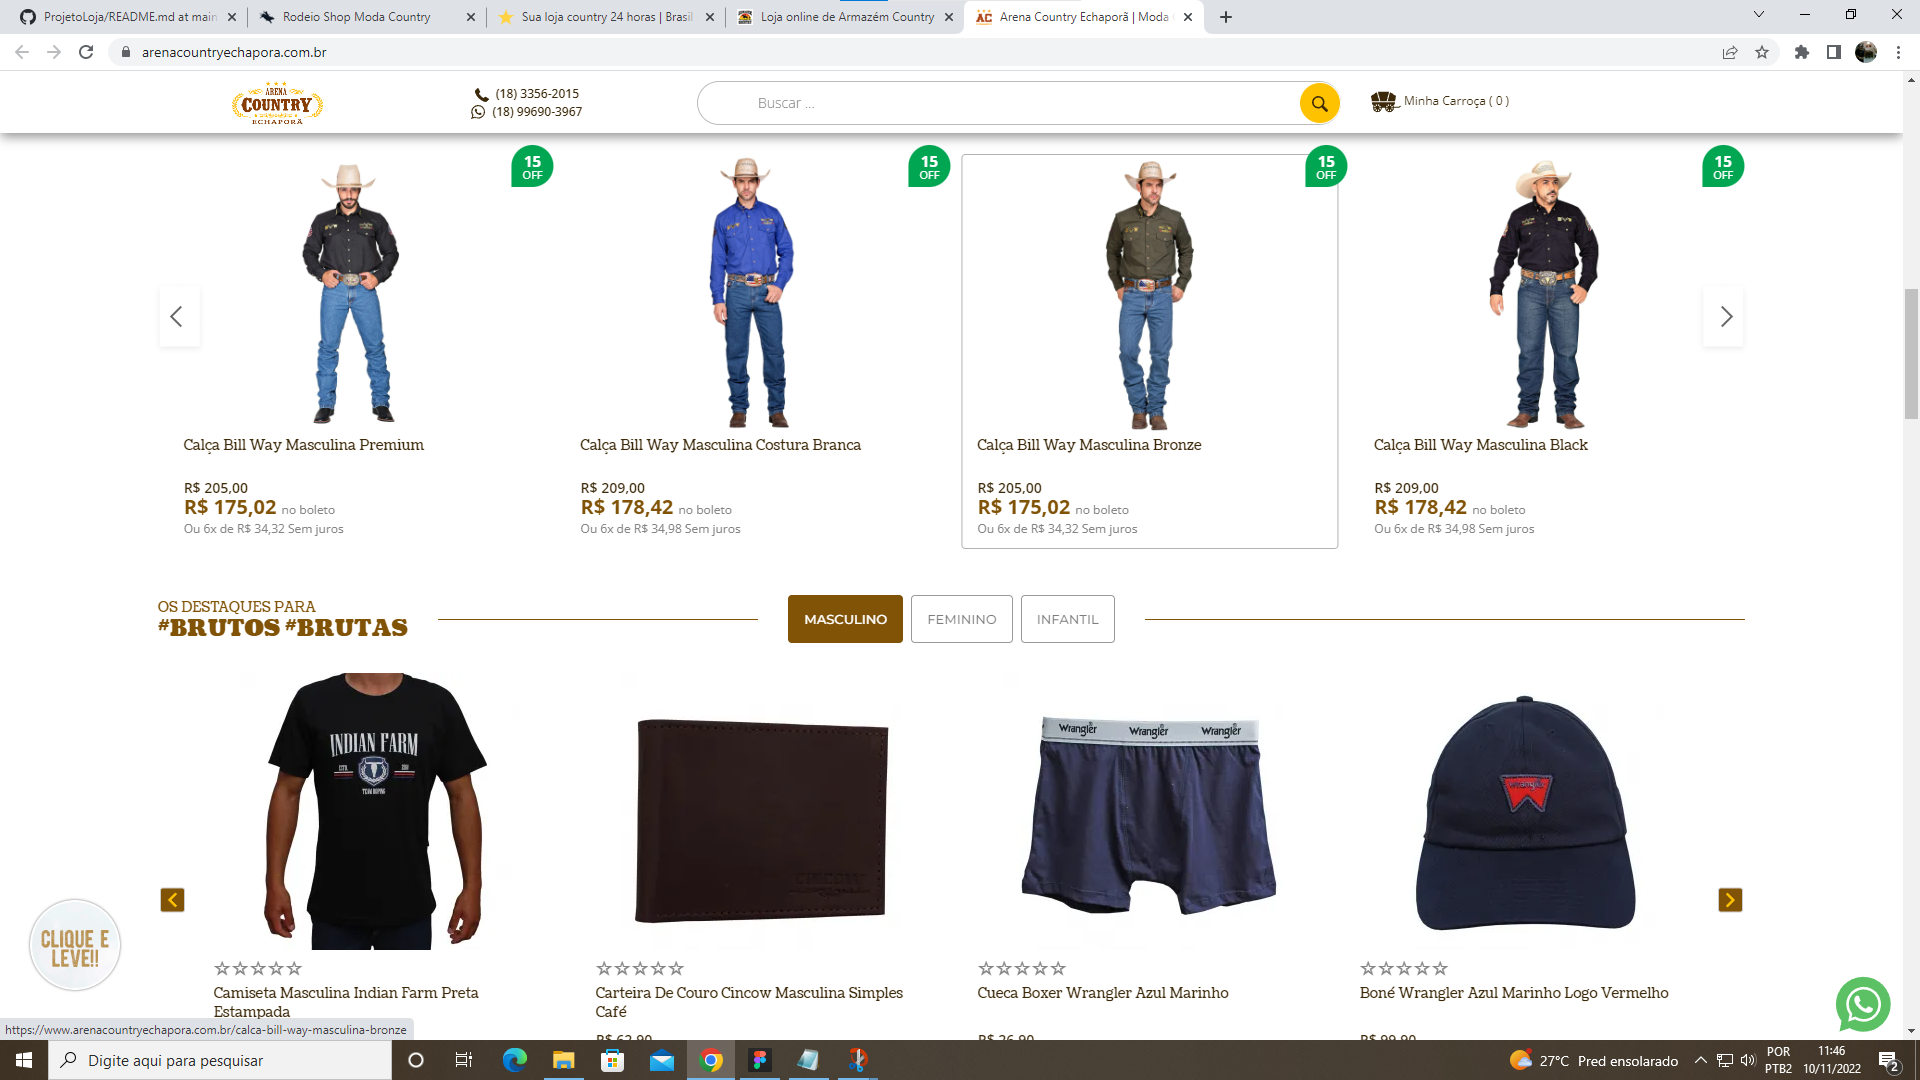 ProjetoLoja/README.md at main
Rodeio Shop Moda Country
Sua loja country 24 horas | Brasil
Loja online de Armazém Country
Arena Country Echaporã | Moda
arenacountryechapora.com.br
ARENA
COUNTRY
ECHAPORÃ
(18) 3356-2015
(18) 99690-3967
Buscar ...
Minha Carroça ( 0 )
15
OFF
15
OFF
15
OFF
15
OFF
Calça Bill Way Masculina Premium
R$ 205,00
R$ 175,02 no boleto
Ou 6x de R$ 34,32 Sem juros
Calça Bill Way Masculina Costura Branca
R$ 209,00
R$ 178,42 no boleto
Ou 6x de R$ 34,98 Sem juros
Calça Bill Way Masculina Bronze
R$ 205,00
R$ 175,02 no boleto
Ou 6x de R$ 34,32 Sem juros
Calça Bill Way Masculina Black
R$ 209,00
R$ 178,42 no boleto
Ou 6x de R$ 34,98 Sem juros
OS DESTAQUES PARA
#BRUTOS #BRUTAS
MASCULINO
FEMININO
INFANTIL
INDIAN FARM
TEAM ROPING
CINCOW
Wrangler Wrangler Wrangler
Wrangler
CLIQUE E
LEVE!!
Camiseta Masculina Indian Farm Preta
Estampada
Carteira De Couro Cincow Masculina Simples
Café
R$ 62,90
Cueca Boxer Wrangler Azul Marinho
R$ 26,90
Boné Wrangler Azul Marinho Logo Vermelho
R$ 99,90
https://www.arenacountryechapora.com.br/calca-bill-way-masculina-bronze
Digite aqui para pesquisar
27°C Pred ensolarado
POR
PTB2
11:46
10/11/2022
2